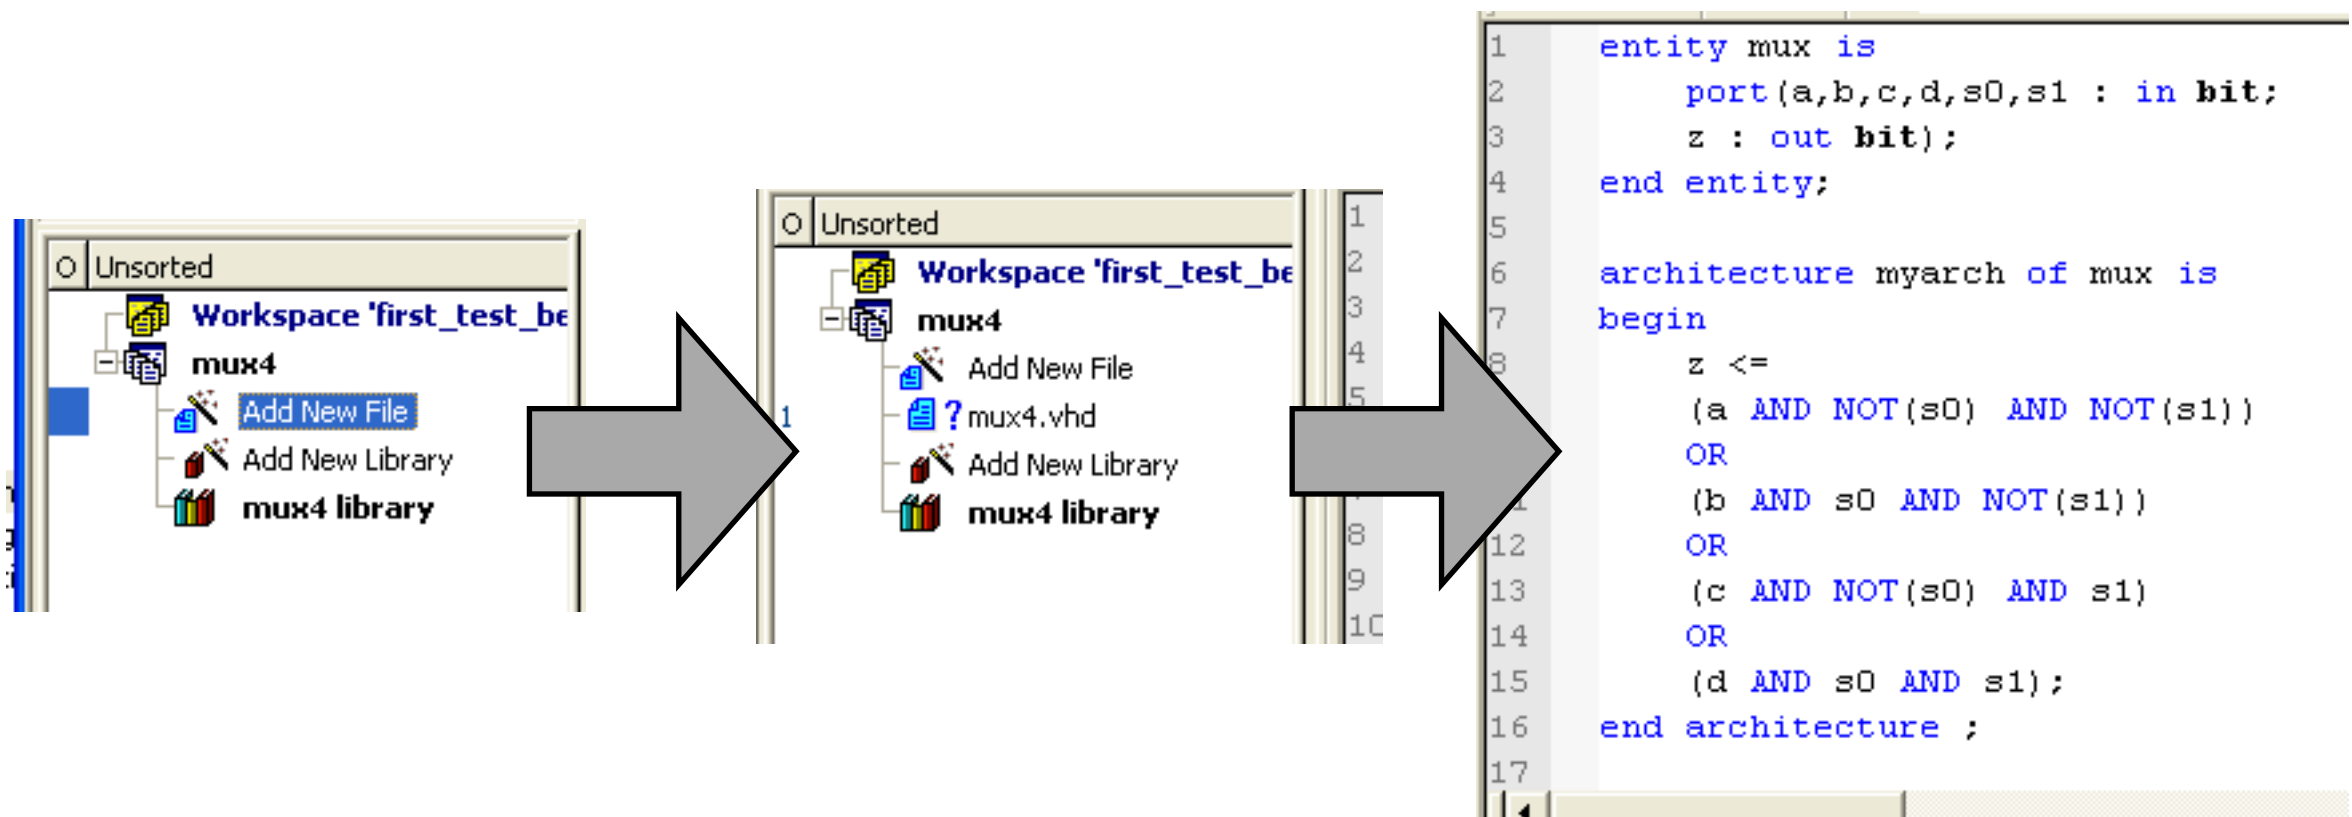 O Unsorted
Workspace 'first_test_be
mux4
Add New File
Add New Library
mux4 library
O Unsorted
Workspace 'first_test_be
mux4
Add New File
1 ? mux4.vhd
Add New Library
mux4 library
1
2
3
4
5
8
9
10
1 entity mux is
2 port(a,b,c,d,s0,s1 : in bit;
3 z : out bit);
4 end entity;
5
6 architecture myarch of mux is
7 begin
8 z <=
(a AND NOT(s0) AND NOT(s1))
OR
(b AND s0 AND NOT(s1))
12 OR
13 (c AND NOT(s0) AND s1)
14 OR
15 (d AND s0 AND s1);
16 end architecture ;
17